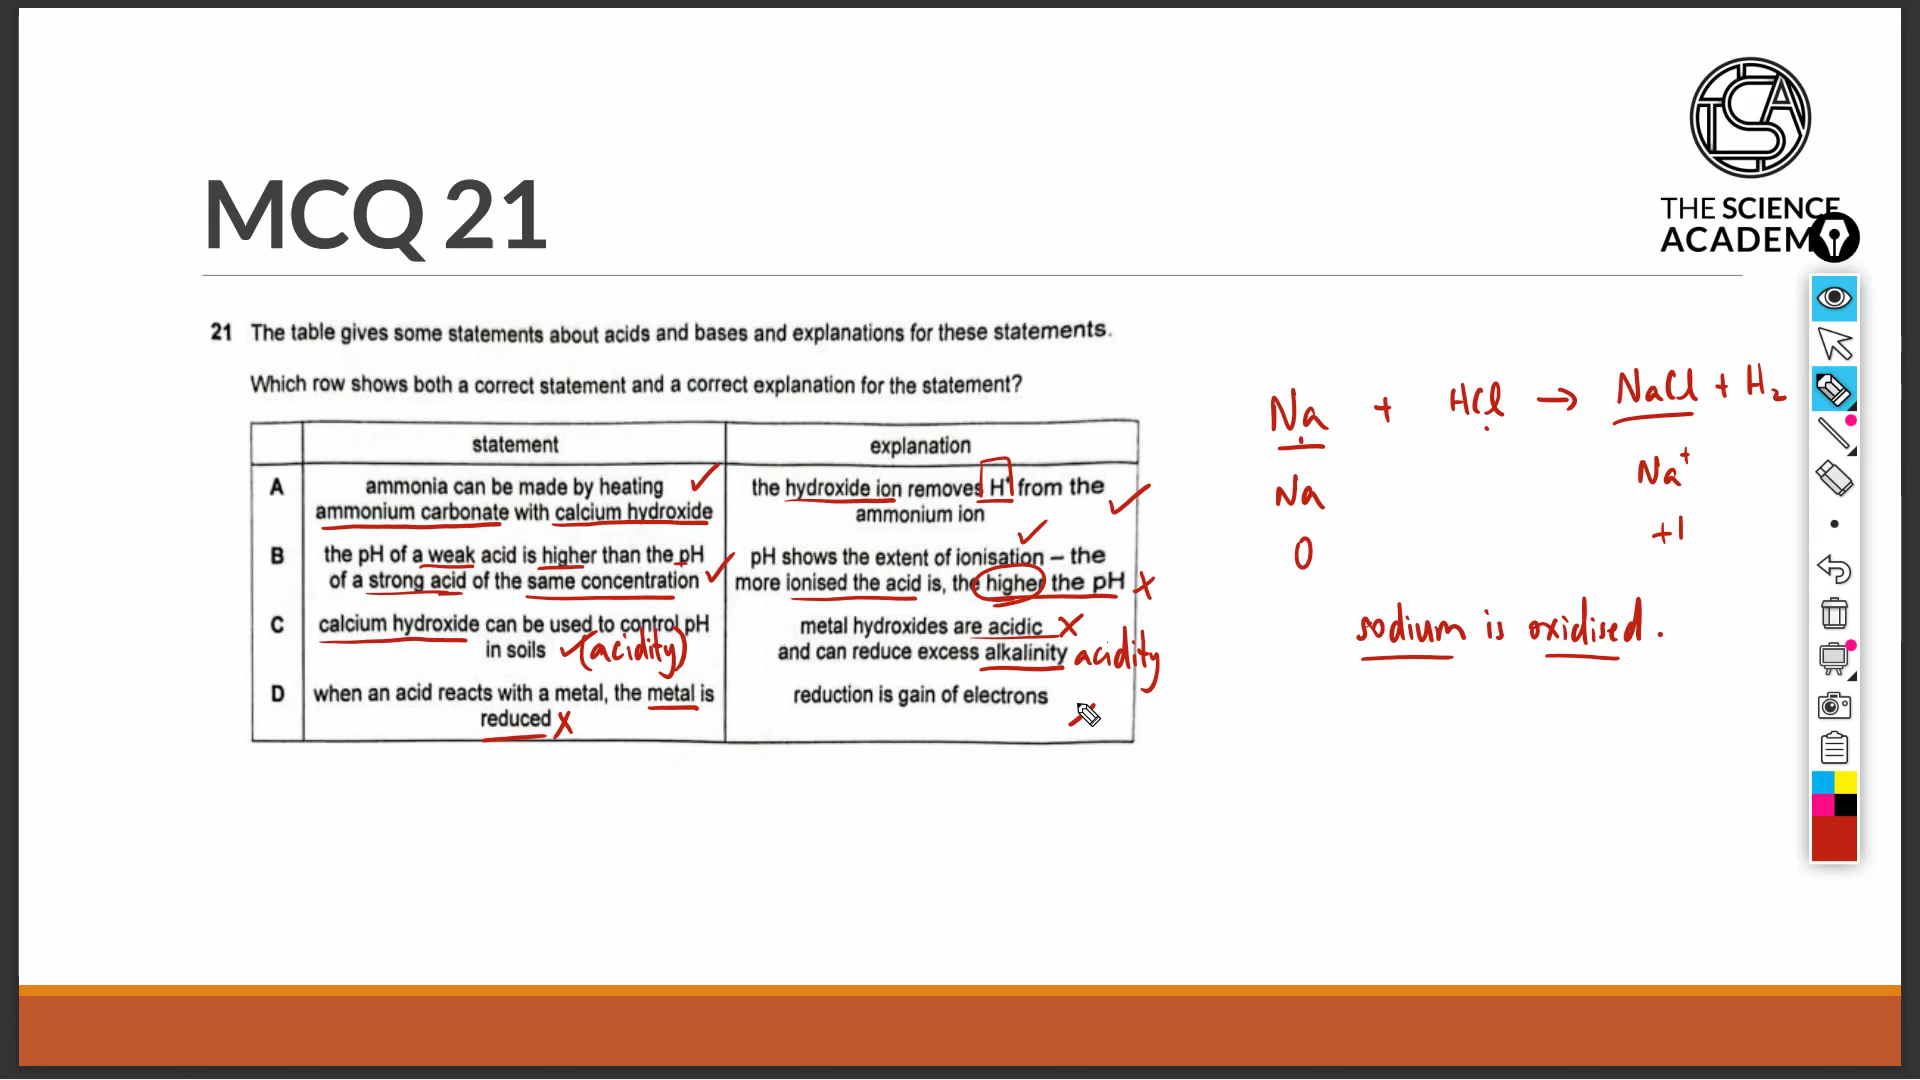 THE SCIENCE
ACADEM
MCQ 21
21 The table gives some statements about acids and bases and explanations for these statements.
Which row shows both a correct statement and a correct explanation for the statement?
statement explanation
A ammonia can be made by heating the hydroxide ion removes H⁺ from the
ammonium carbonate with calcium hydroxide ammonium ion
B the pH of a weak acid is higher than the pH pH shows the extent of ionisation – the
of a strong acid of the same concentration more ionised the acid is, the higher the pH
C calcium hydroxide can be used to control pH metal hydroxides are acidic
in soils (acidity) and can reduce excess alkalinity acidity
D when an acid reacts with a metal, the metal is reduction is gain of electrons
reduced
Na + HCl → NaCl + H₂
Na Na⁺
0 +1
sodium is oxidised.